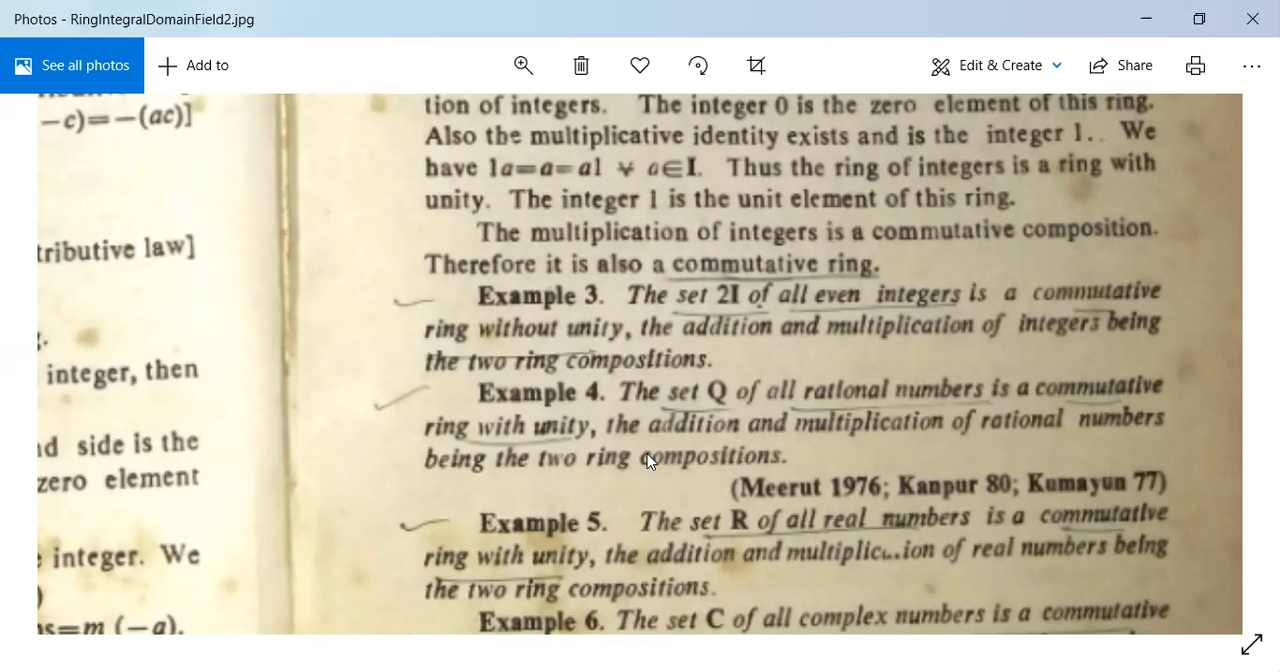 Photos - RingIntegralDomainField2.jpg
See all photos
Add to
Edit & Create
Share
−c)=−(ac)]
tributive law]
integer, then
nd side is the
zero element
integer. We
ns=m (−a).
tion of integers. The integer 0 is the zero element of this ring.
Also the multiplicative identity exists and is the integer 1.. We
have 1a=a=a1 ∀ a∈I. Thus the ring of integers is a ring with
unity. The integer 1 is the unit element of this ring.
The multiplication of integers is a commutative composition.
Therefore it is also a commutative ring.
Example 3. The set 2I of all even integers is a commutative
ring without unity, the addition and multiplication of integers being
the two ring compositions.
Example 4. The set Q of all rational numbers is a commutative
ring with unity, the addition and multiplication of rational numbers
being the two ring compositions.
(Meerut 1976; Kanpur 80; Kumayun 77)
Example 5. The set R of all real numbers is a commutative
ring with unity, the addition and multiplic...ion of real numbers being
the two ring compositions.
Example 6. The set C of all complex numbers is a commutative